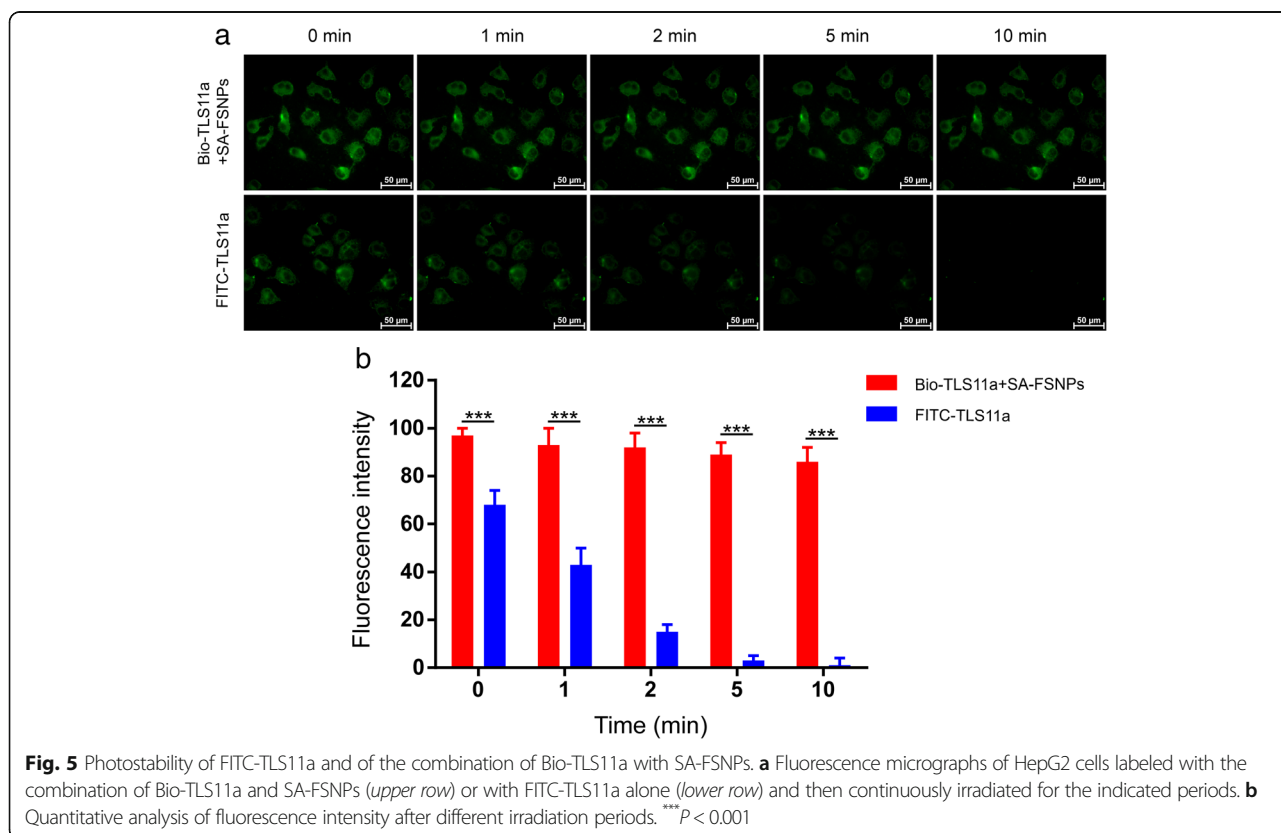 a
0 min 1 min 2 min 5 min 10 min
Bio-TLS11a
+SA-FSNPs
50 µm 50 µm 50 µm 50 µm 50 µm
FITC-TLS11a
50 µm 50 µm 50 µm 50 µm 50 µm
b
Bio-TLS11a+SA-FSNPs
FITC-TLS11a
Fluorescence intensity
120
100
80
60
40
20
0
*** *** *** *** ***
0 1 2 5 10
Time (min)
Fig. 5 Photostability of FITC-TLS11a and of the combination of Bio-TLS11a with SA-FSNPs. a Fluorescence micrographs of HepG2 cells labeled with the
combination of Bio-TLS11a and SA-FSNPs (upper row) or with FITC-TLS11a alone (lower row) and then continuously irradiated for the indicated periods. b
Quantitative analysis of fluorescence intensity after different irradiation periods. ***P < 0.001